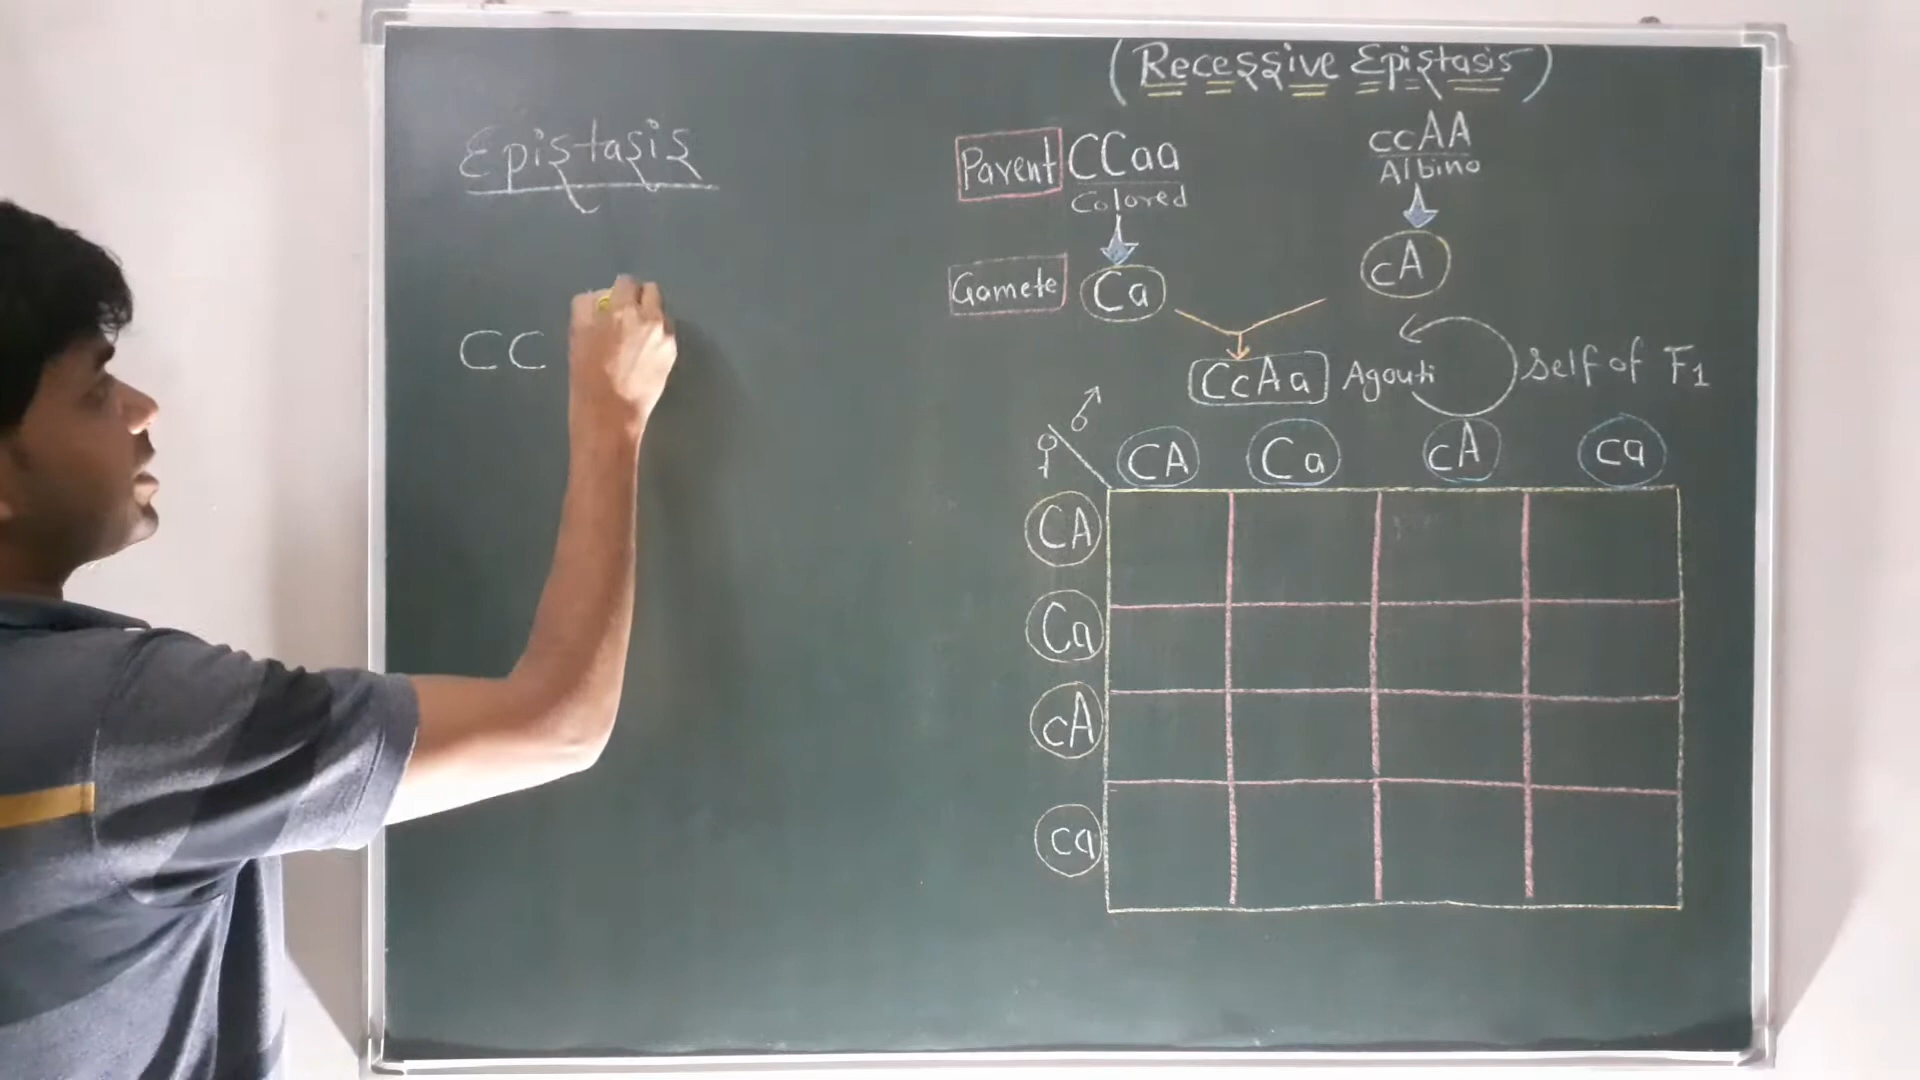 (Recessive Epistasis)
Epistasis
CC
Parent CCaa ccAA
Colored Albino
Gamete Ca cA
CcAa Agouti Self of F1
♀ ♂ CA Ca cA ca
CA
Ca
cA
ca